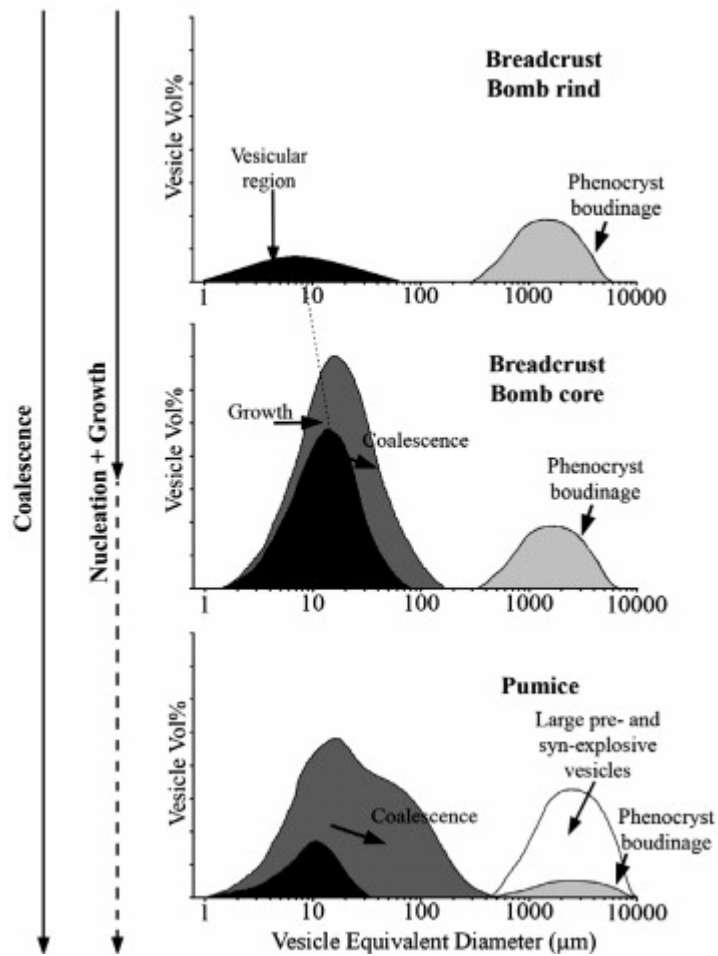 Coalescence
Nucleation + Growth
Breadcrust
Bomb rind
Vesicle Vol%
Vesicular
region
Phenocryst
boudinage
1
10
100
1000
10000
Breadcrust
Bomb core
Vesicle Vol%
Growth
Coalescence
Phenocryst
boudinage
1
10
100
1000
10000
Pumice
Vesicle Vol%
Large pre- and
syn-explosive
vesicles
Coalescence
Phenocryst
boudinage
1
10
100
1000
10000
Vesicle Equivalent Diameter (μm)